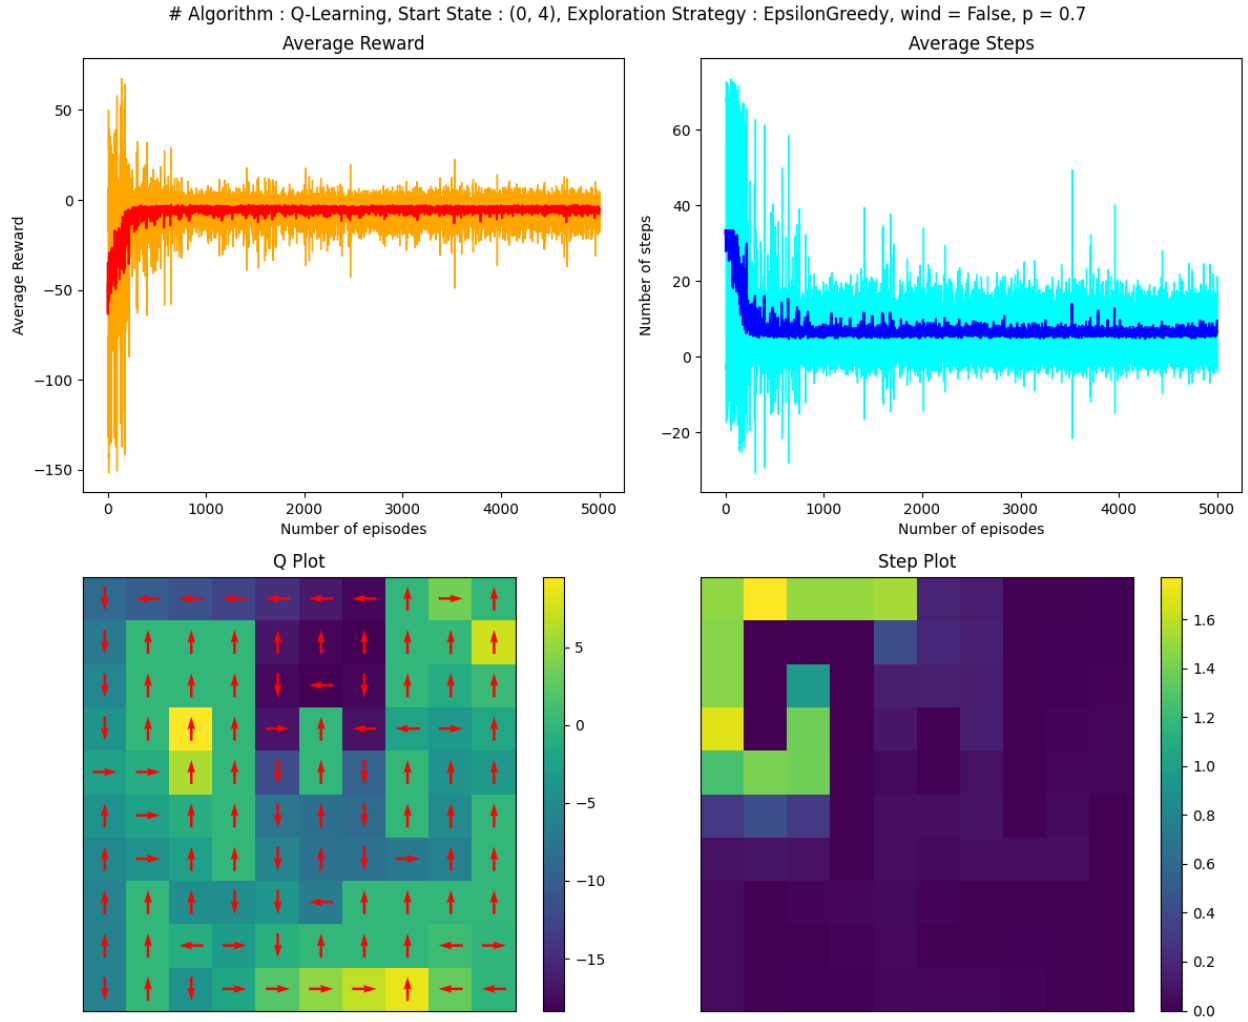 # Algorithm : Q-Learning, Start State : (0, 4), Exploration Strategy : EpsilonGreedy, wind = False, p = 0.7
Average Reward
Average Reward
50
0
−50
−100
−150
0 1000 2000 3000 4000 5000
Number of episodes
Average Steps
Number of steps
60
40
20
0
−20
0 1000 2000 3000 4000 5000
Number of episodes
Q Plot
5
0
−5
−10
−15
Step Plot
1.6
1.4
1.2
1.0
0.8
0.6
0.4
0.2
0.0